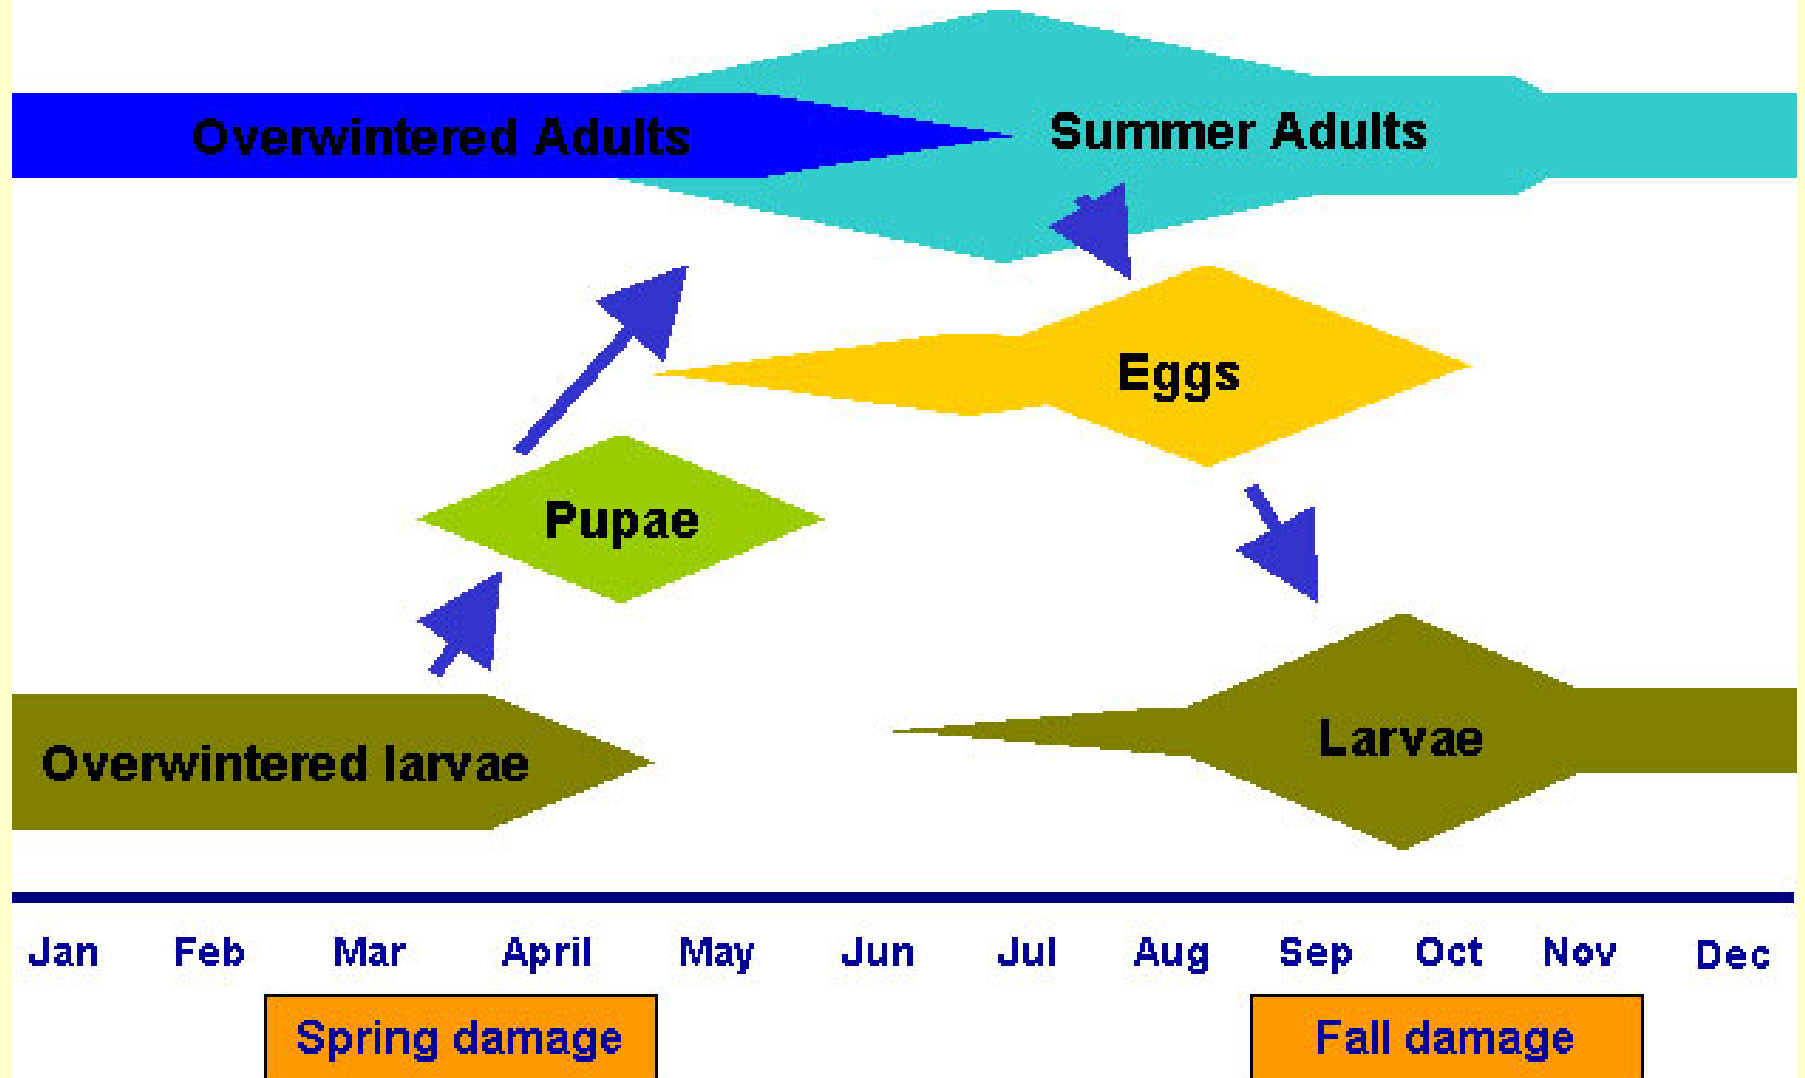 Overwintered Adults
Summer Adults
Eggs
Pupae
Overwintered larvae
Larvae
Jan Feb Mar April May Jun Jul Aug Sep Oct Nov Dec
Spring damage
Fall damage